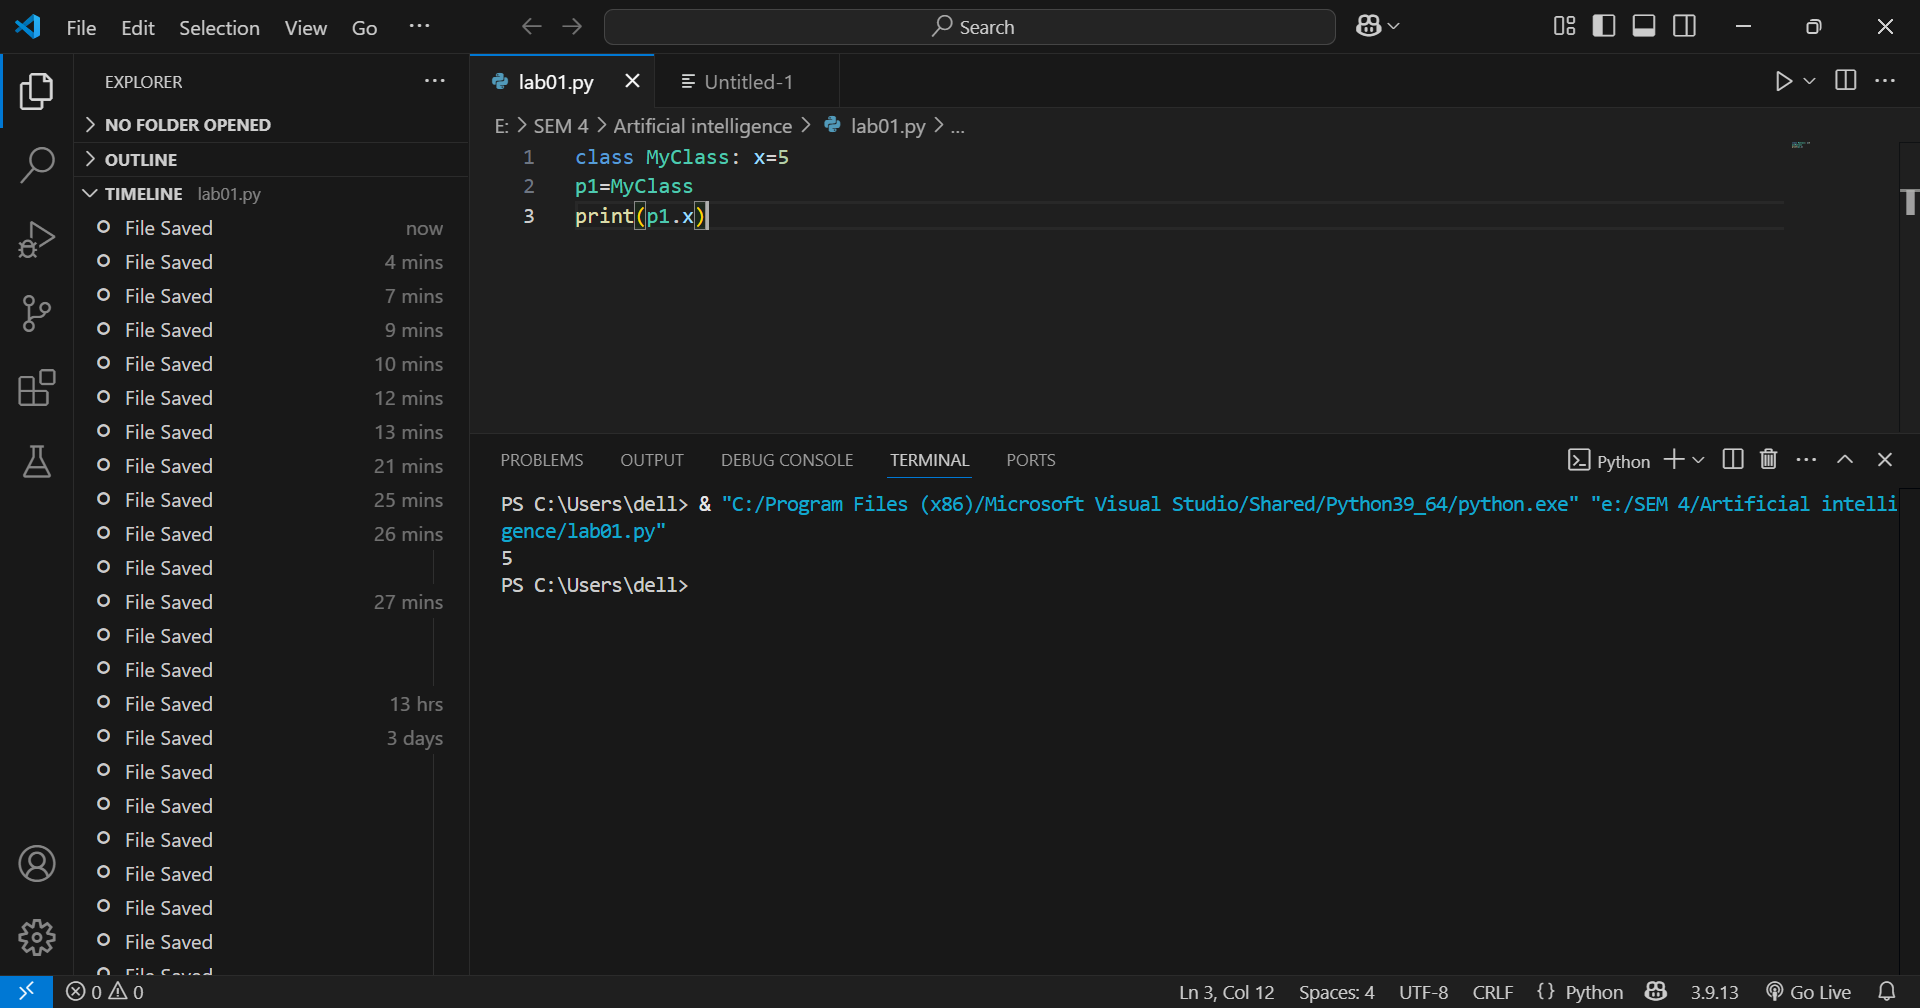 File Edit Selection View Go ...
Search
EXPLORER ...
NO FOLDER OPENED
OUTLINE
TIMELINE lab01.py
File Saved now
File Saved 4 mins
File Saved 7 mins
File Saved 9 mins
File Saved 10 mins
File Saved 12 mins
File Saved 13 mins
File Saved 21 mins
File Saved 25 mins
File Saved 26 mins
File Saved
File Saved 27 mins
File Saved
File Saved
File Saved 13 hrs
File Saved 3 days
File Saved
File Saved
File Saved
File Saved
File Saved
File Saved
File Saved
lab01.py Untitled-1
E: > SEM 4 > Artificial intelligence > lab01.py > ...
1 class MyClass: x=5
2 p1=MyClass
3 print(p1.x)
PROBLEMS OUTPUT DEBUG CONSOLE TERMINAL PORTS
Python
PS C:\Users\dell> & "C:/Program Files (x86)/Microsoft Visual Studio/Shared/Python39_64/python.exe" "e:/SEM 4/Artificial intelli
gence/lab01.py"
5
PS C:\Users\dell>
0 0
Ln 3, Col 12 Spaces: 4 UTF-8 CRLF {} Python 3.9.13 Go Live